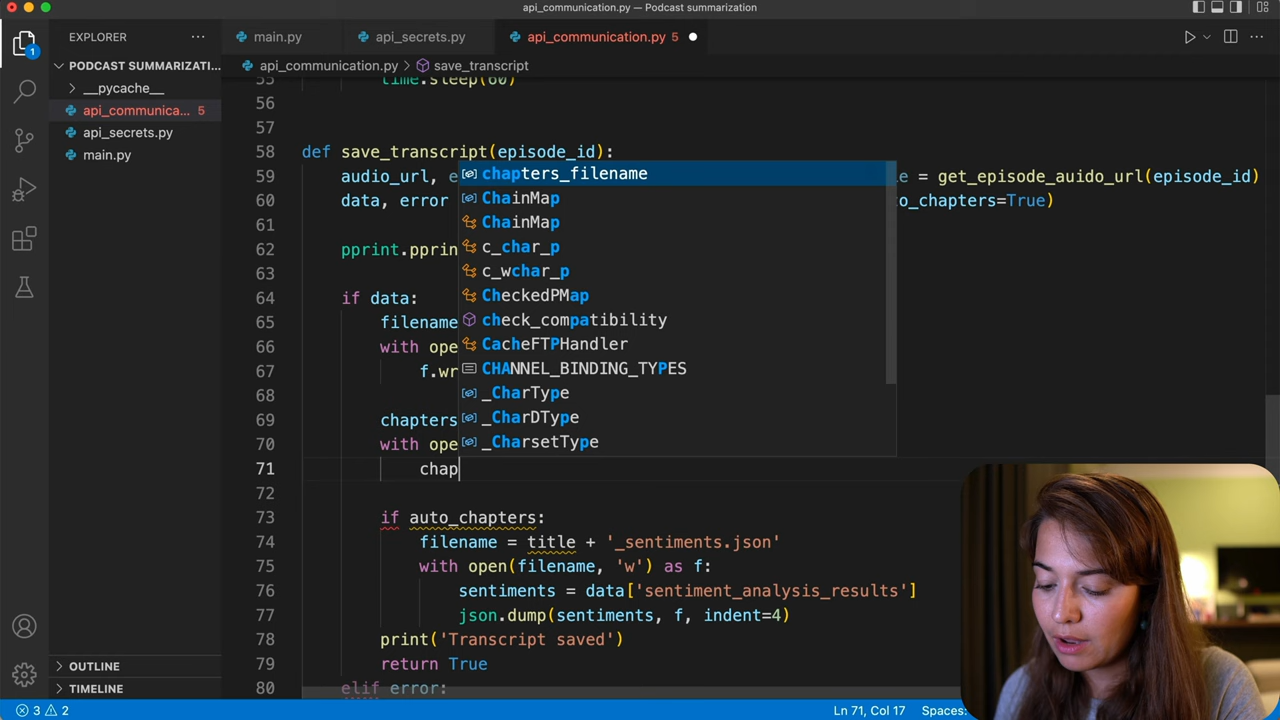 api_communication.py — Podcast summarization
EXPLORER
main.py
api_secrets.py
api_communication.py 5
PODCAST SUMMARIZATI...
api_communication.py > save_transcript
__pycache__
api_communica... 5
api_secrets.py
main.py
1
55 time.sleep(60)
56
57
58 def save_transcript(episode_id):
59 audio_url, e le = get_episode_auido_url(episode_id)
60 data, error o_chapters=True)
61
62 pprint.pprin
63
64 if data:
65 filename
66 with ope
67 f.wr
68
69 chapters
70 with ope
71 chap
72
73 if auto_chapters:
74 filename = title + '_sentiments.json'
75 with open(filename, 'w') as f:
76 sentiments = data['sentiment_analysis_results']
77 json.dump(sentiments, f, indent=4)
78 print('Transcript saved')
79 return True
80 elif error:
chapters_filename
ChainMap
ChainMap
c_char_p
c_wchar_p
CheckedPMap
check_compatibility
CacheFTPHandler
CHANNEL_BINDING_TYPES
_CharType
_CharDType
_CharsetType
OUTLINE
TIMELINE
3 2
Ln 71, Col 17 Spaces: